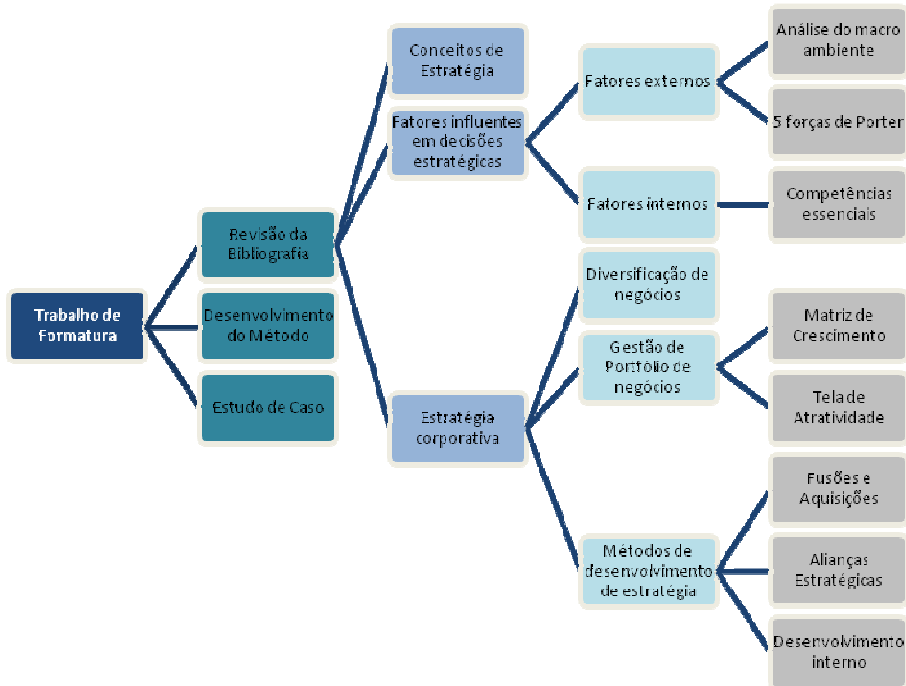 Trabalho de
Formatura
Revisão da
Bibliografia
Desenvolvimento
do Método
Estudo de Caso
Conceitos de
Estratégia
Fatores influentes
em decisões
estratégicas
Estratégia
corporativa
Fatores externos
Fatores internos
Diversificação de
negócios
Gestão de
Portfólio de
negócios
Métodos de
desenvolvimento
de estratégia
Análise do macro
ambiente
5 forças de Porter
Competências
essenciais
Matriz de
Crescimento
Tela de
Atratividade
Fusões e
Aquisições
Alianças
Estratégicas
Desenvolvimento
interno